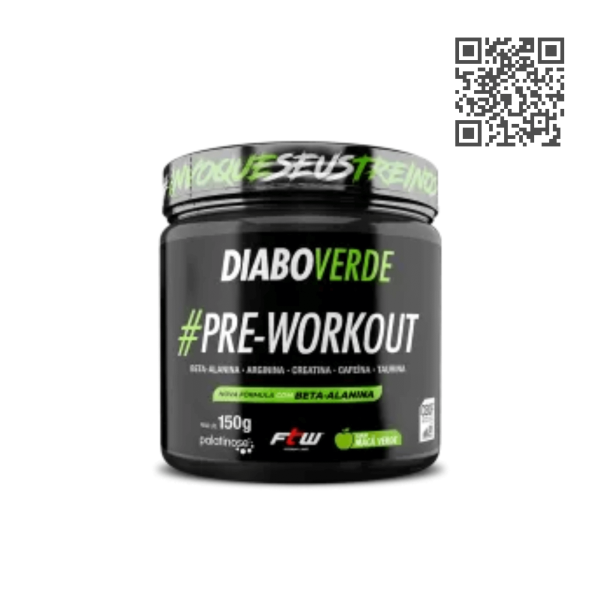 INVOQUESEUSTREINOS
DIABOVERDE
#PRE-WORKOUT
BETA-ALANINA • ARGININA • CREATINA • CAFEÍNA • TAURINA
NOVA FÓRMULA COM BETA-ALANINA
150g
palatinose
FTW
MAÇÃ VERDE